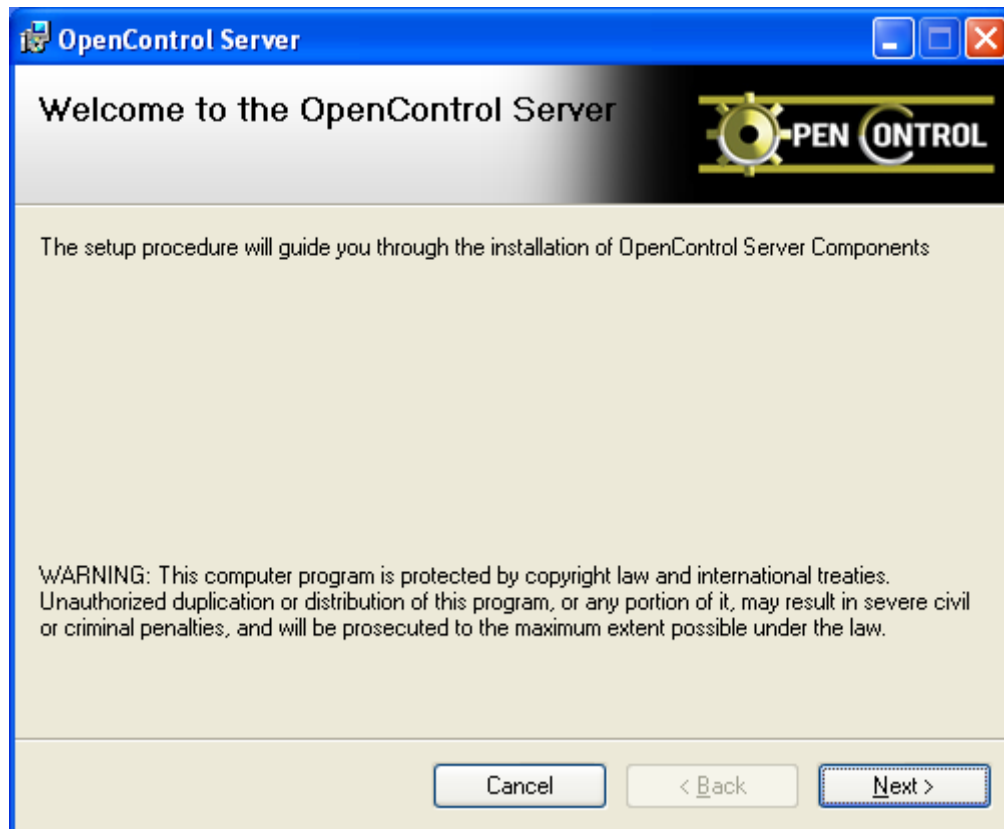 OpenControl Server
Welcome to the OpenControl Server
OPEN CONTROL
The setup procedure will guide you through the installation of OpenControl Server Components
WARNING: This computer program is protected by copyright law and international treaties.
Unauthorized duplication or distribution of this program, or any portion of it, may result in severe civil
or criminal penalties, and will be prosecuted to the maximum extent possible under the law.
Cancel
< Back
Next >